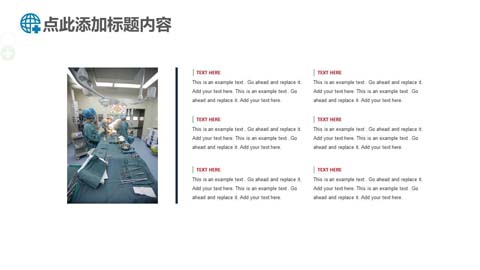 点此添加标题内容
TEXT HERE
This is an example text . Go ahead and replace it.
Add your text here. This is an example text . Go
ahead and replace it. Add your text here.
TEXT HERE
This is an example text . Go ahead and replace it.
Add your text here. This is an example text . Go
ahead and replace it. Add your text here.
TEXT HERE
This is an example text . Go ahead and replace it.
Add your text here. This is an example text . Go
ahead and replace it. Add your text here.
TEXT HERE
This is an example text . Go ahead and replace it.
Add your text here. This is an example text . Go
ahead and replace it. Add your text here.
TEXT HERE
This is an example text . Go ahead and replace it.
Add your text here. This is an example text . Go
ahead and replace it. Add your text here.
TEXT HERE
This is an example text . Go ahead and replace it.
Add your text here. This is an example text . Go
ahead and replace it. Add your text here.